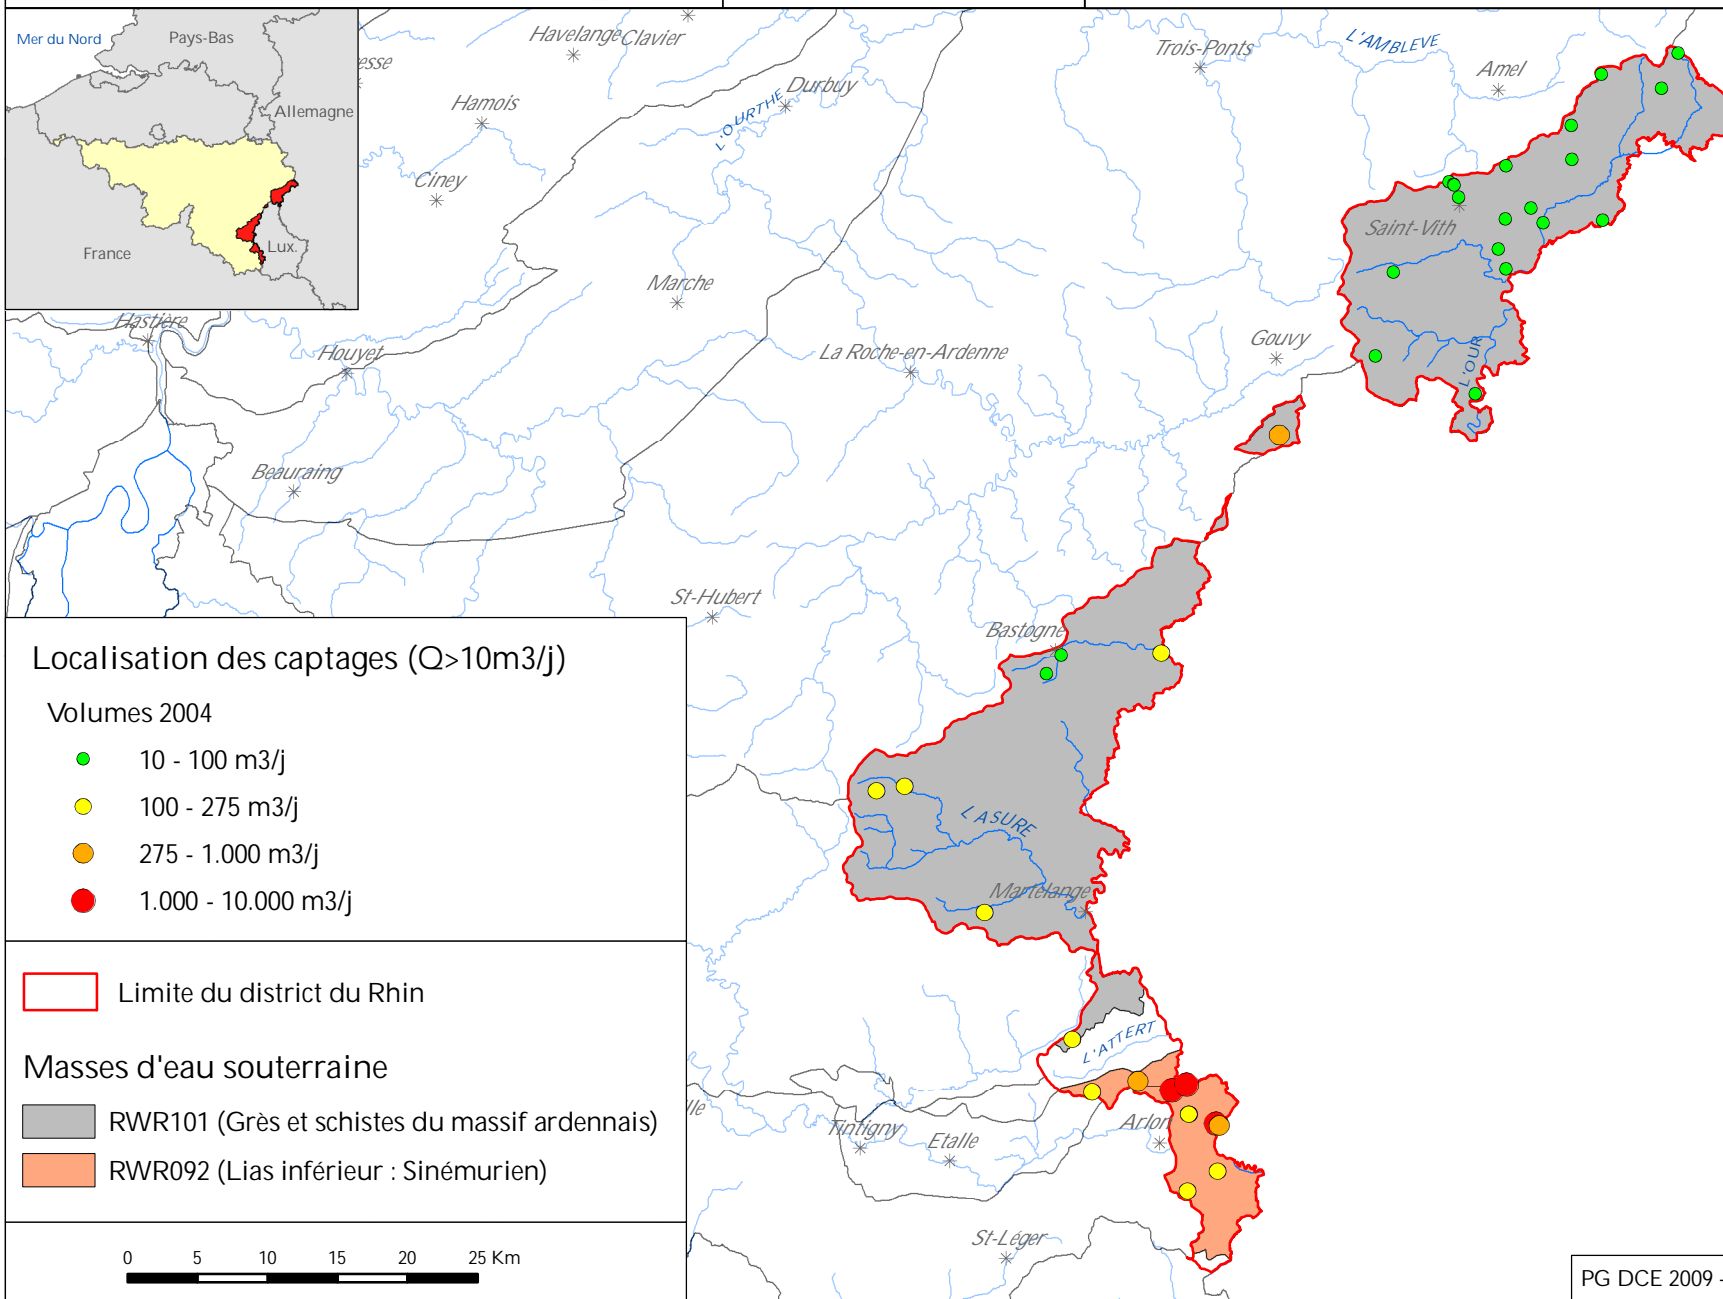 Mer du Nord
Pays-Bas
Allemagne
France
Lux.
esse
Havelange
Clavier
Hamois
Ciney
Durbuy
L'OURTHE
Trois-Ponts
L'AMBLEVE
Amel
Saint-Vith
L'OUR
Gouvy
Marche
La Roche-en-Ardenne
Hastière
Houyet
Beauraing
St-Hubert
Bastogne
L'ASURE
Martelange
L'ATTERT
Arlon
lle
Tintigny
Etalle
St-Léger
Localisation des captages (Q>10m3/j)
Volumes 2004
10 - 100 m3/j
100 - 275 m3/j
275 - 1.000 m3/j
1.000 - 10.000 m3/j
Limite du district du Rhin
Masses d'eau souterraine
RWR101 (Grès et schistes du massif ardennais)
RWR092 (Lias inférieur : Sinémurien)
0 5 10 15 20 25 Km
PG DCE 2009 -